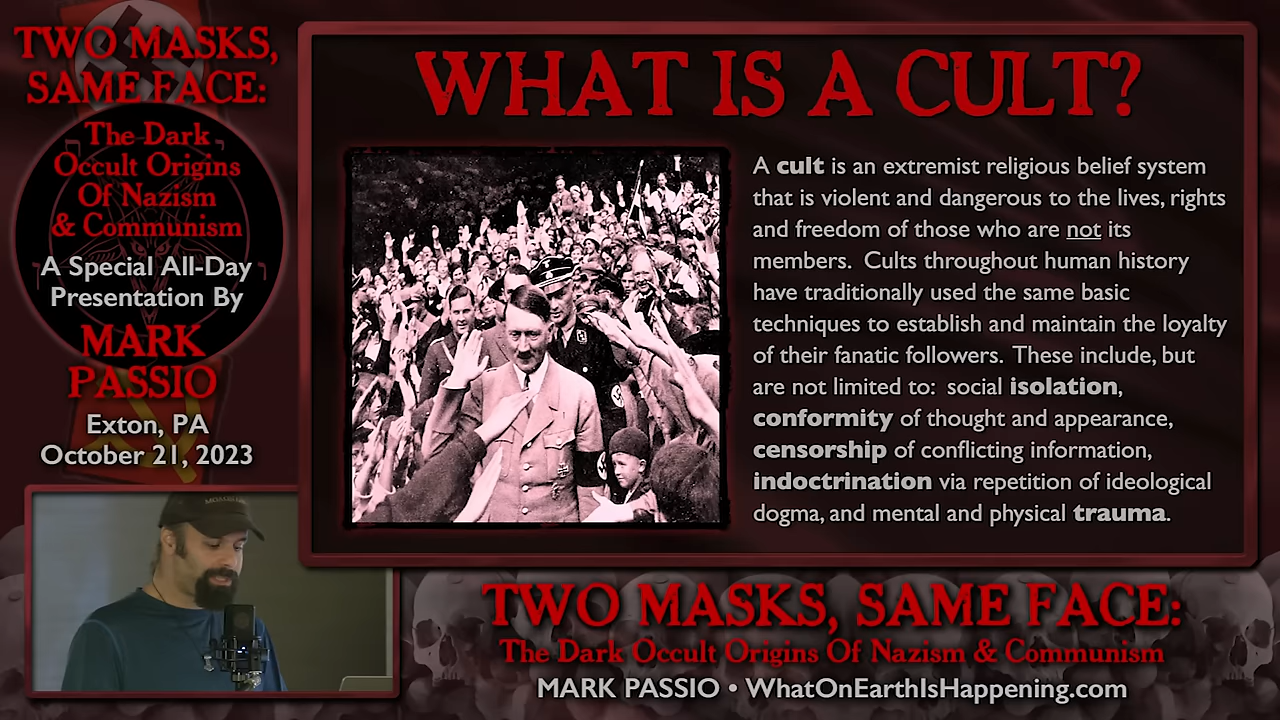 TWO MASKS,
SAME FACE:
The Dark
Occult Origins
Of Nazism
& Communism
A Special All-Day
Presentation By
MARK
PASSIO
Exton, PA
October 21, 2023
WHAT IS A CULT?
A cult is an extremist religious belief system
that is violent and dangerous to the lives, rights
and freedom of those who are not its
members. Cults throughout human history
have traditionally used the same basic
techniques to establish and maintain the loyalty
of their fanatic followers. These include, but
are not limited to: social isolation,
conformity of thought and appearance,
censorship of conflicting information,
indoctrination via repetition of ideological
dogma, and mental and physical trauma.
TWO MASKS, SAME FACE:
The Dark Occult Origins Of Nazism & Communism
MARK PASSIO • WhatOnEarthIsHappening.com